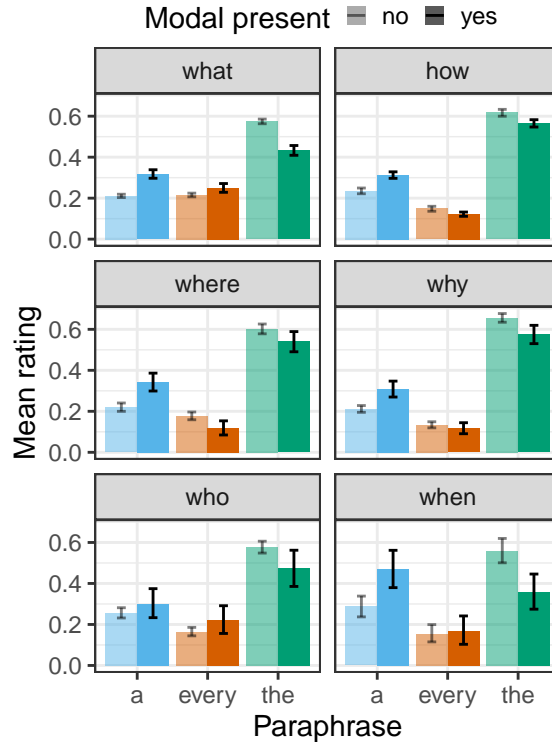 Modal present no yes
what how
0.6
0.4
0.2
0.0
where why
0.6
0.4
0.2
0.0
who when
0.6
0.4
0.2
0.0
a every the a every the
Mean rating
Paraphrase